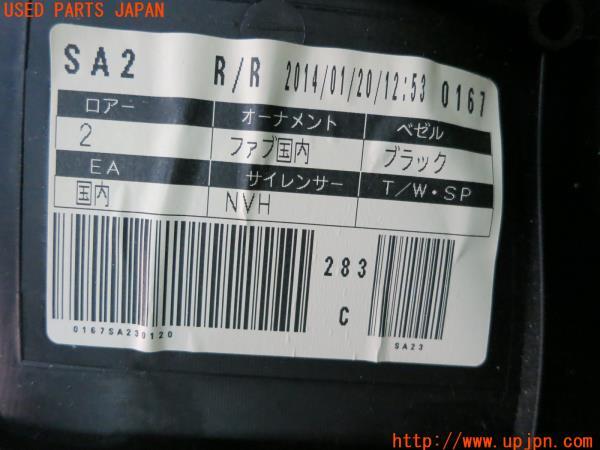 USED PARTS JAPAN
SA2 R/R 2014/01/20/12:53 0167
ロアー オーナメント ベゼル
2 ファブ国内 ブラック
EA サイレンサー T/W・SP
国内 NVH
283
C
0167SA230120
SA23
http://www.upjpn.com/